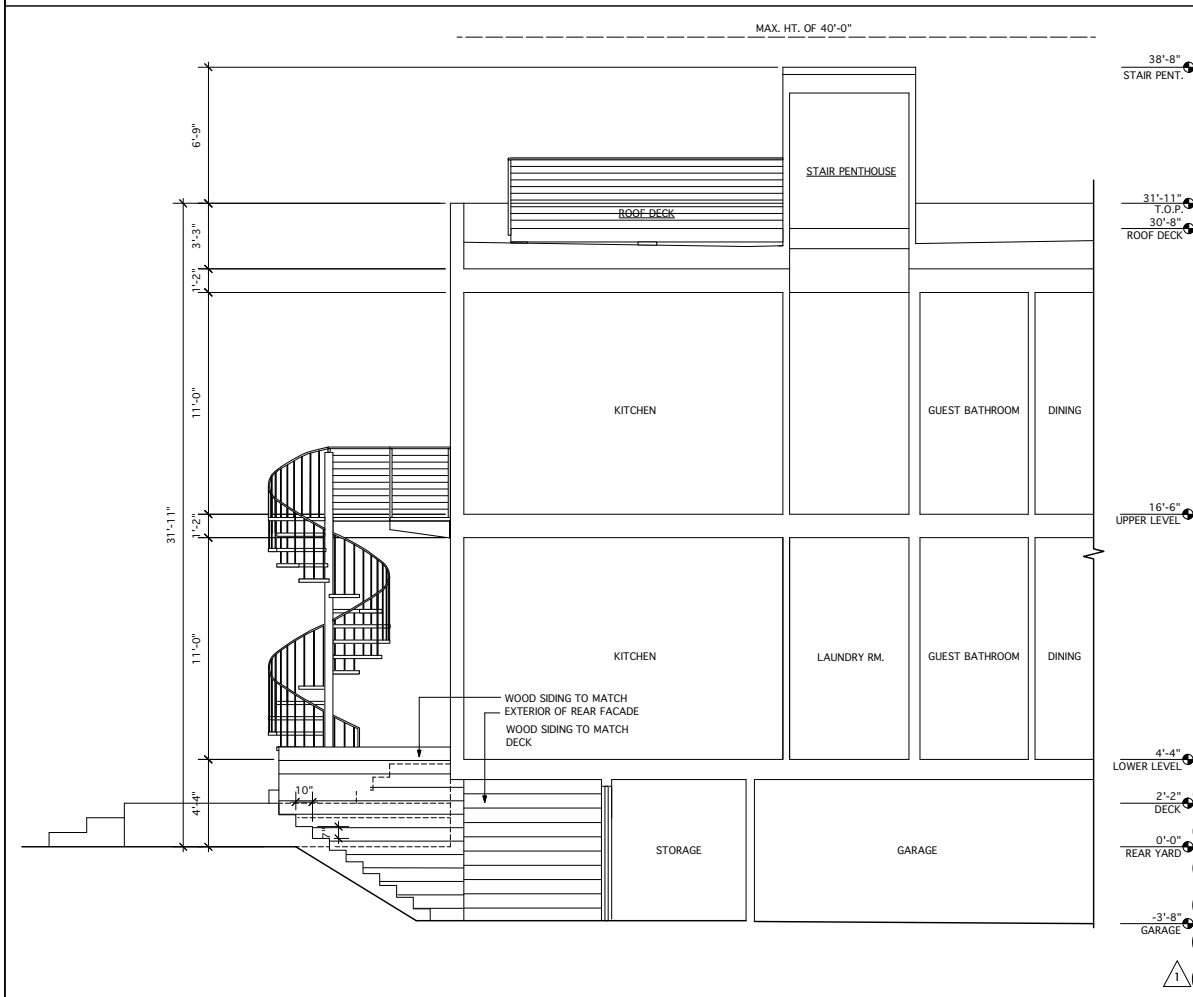 MAX. HT. OF 40'-0"
38'-8"
STAIR PENT.
6'-9"
STAIR PENTHOUSE
ROOF DECK
31'-11"
T.O.P.
30'-8"
ROOF DECK
3'-3"
1'-2"
11'-0"
KITCHEN
GUEST BATHROOM
DINING
31'-11"
1'-2"
16'-6"
UPPER LEVEL
11'-0"
KITCHEN
LAUNDRY RM.
GUEST BATHROOM
DINING
WOOD SIDING TO MATCH
EXTERIOR OF REAR FACADE
WOOD SIDING TO MATCH
DECK
4'-4"
LOWER LEVEL
4'-4"
10"
7"
2'-2"
DECK
STORAGE
GARAGE
0'-0"
REAR YARD
-3'-8"
GARAGE
1